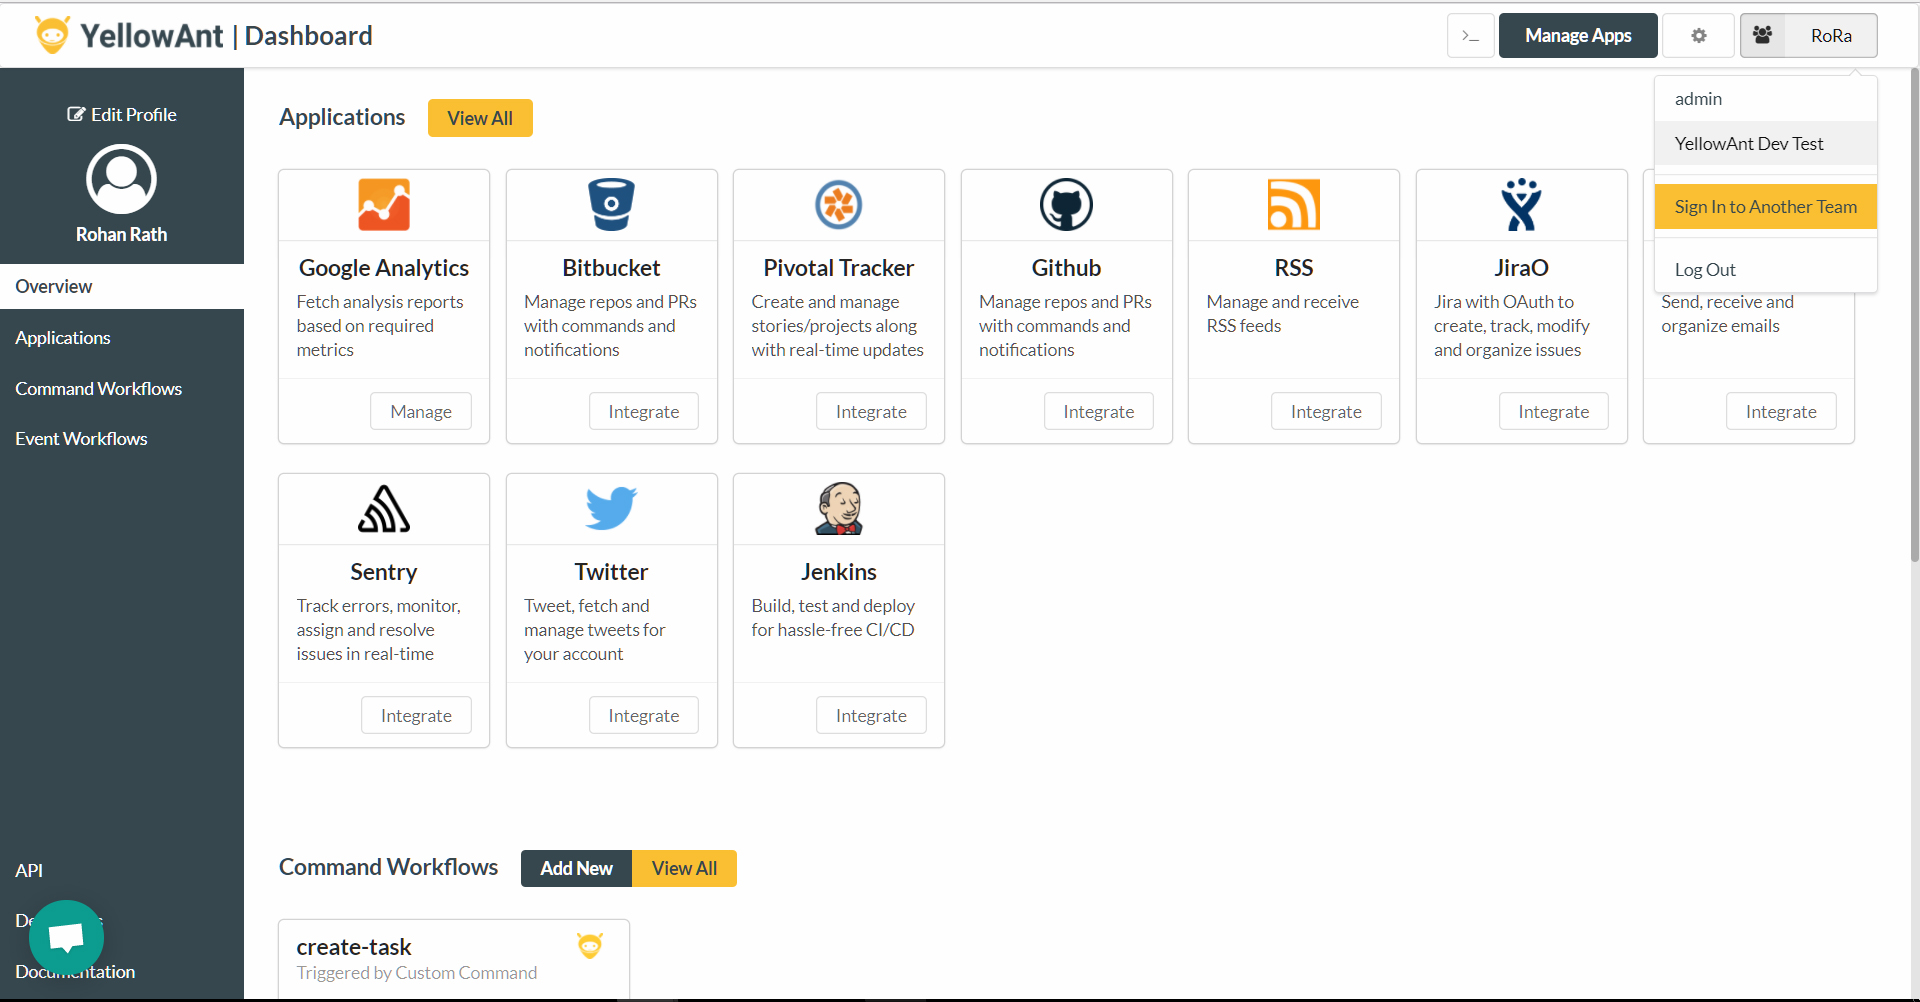 YellowAnt | Dashboard
>_
Manage Apps
RoRa
admin
YellowAnt Dev Test
Sign In to Another Team
Log Out
Edit Profile
Rohan Rath
Overview
Applications
Command Workflows
Event Workflows
API
Documentation
Applications
View All
Google Analytics
Fetch analysis reports
based on required
metrics
Manage
Bitbucket
Manage repos and PRs
with commands and
notifications
Integrate
Pivotal Tracker
Create and manage
stories/projects along
with real-time updates
Integrate
Github
Manage repos and PRs
with commands and
notifications
Integrate
RSS
Manage and receive
RSS feeds
Integrate
JiraO
Jira with OAuth to
create, track, modify
and organize issues
Integrate
Send, receive and
organize emails
Integrate
Sentry
Track errors, monitor,
assign and resolve
issues in real-time
Integrate
Twitter
Tweet, fetch and
manage tweets for
your account
Integrate
Jenkins
Build, test and deploy
for hassle-free CI/CD
Integrate
Command Workflows
Add New
View All
create-task
Triggered by Custom Command